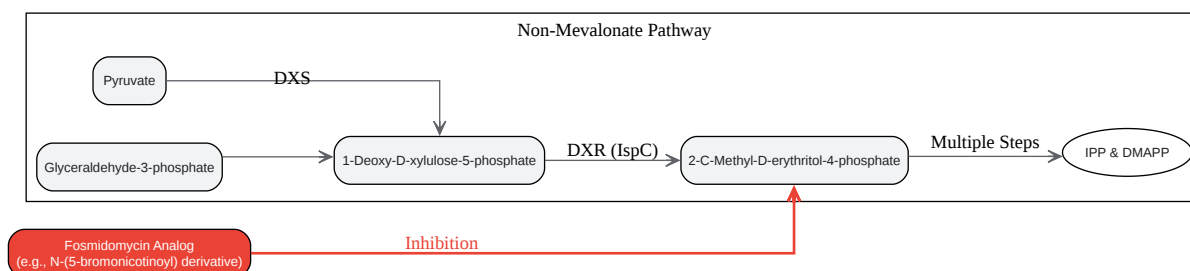 Non-Mevalonate Pathway
Pyruvate
DXS
Glyceraldehyde-3-phosphate
1-Deoxy-D-xylulose-5-phosphate
DXR (IspC)
2-C-Methyl-D-erythritol-4-phosphate
Multiple Steps
IPP & DMAPP
Fosmidomycin Analog
(e.g., N-(5-bromonicotinoyl) derivative)
Inhibition